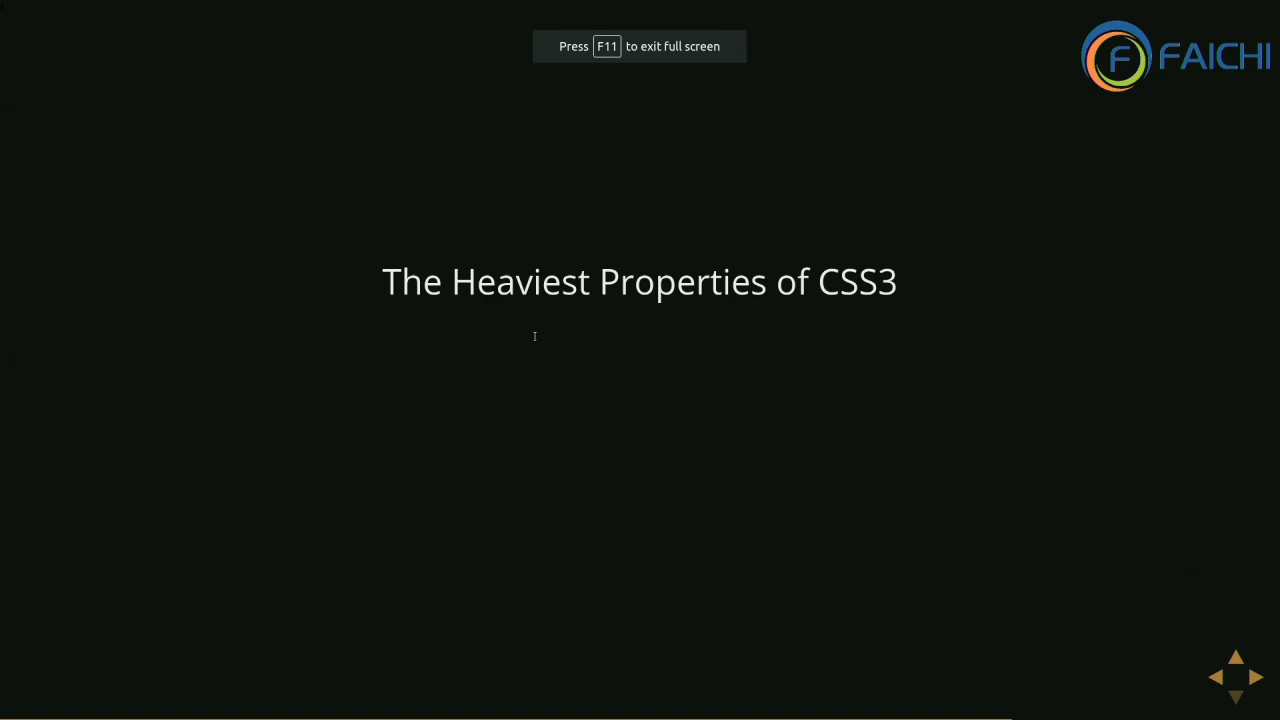 Press F11 to exit full screen
F FAICHI
The Heaviest Properties of CSS3